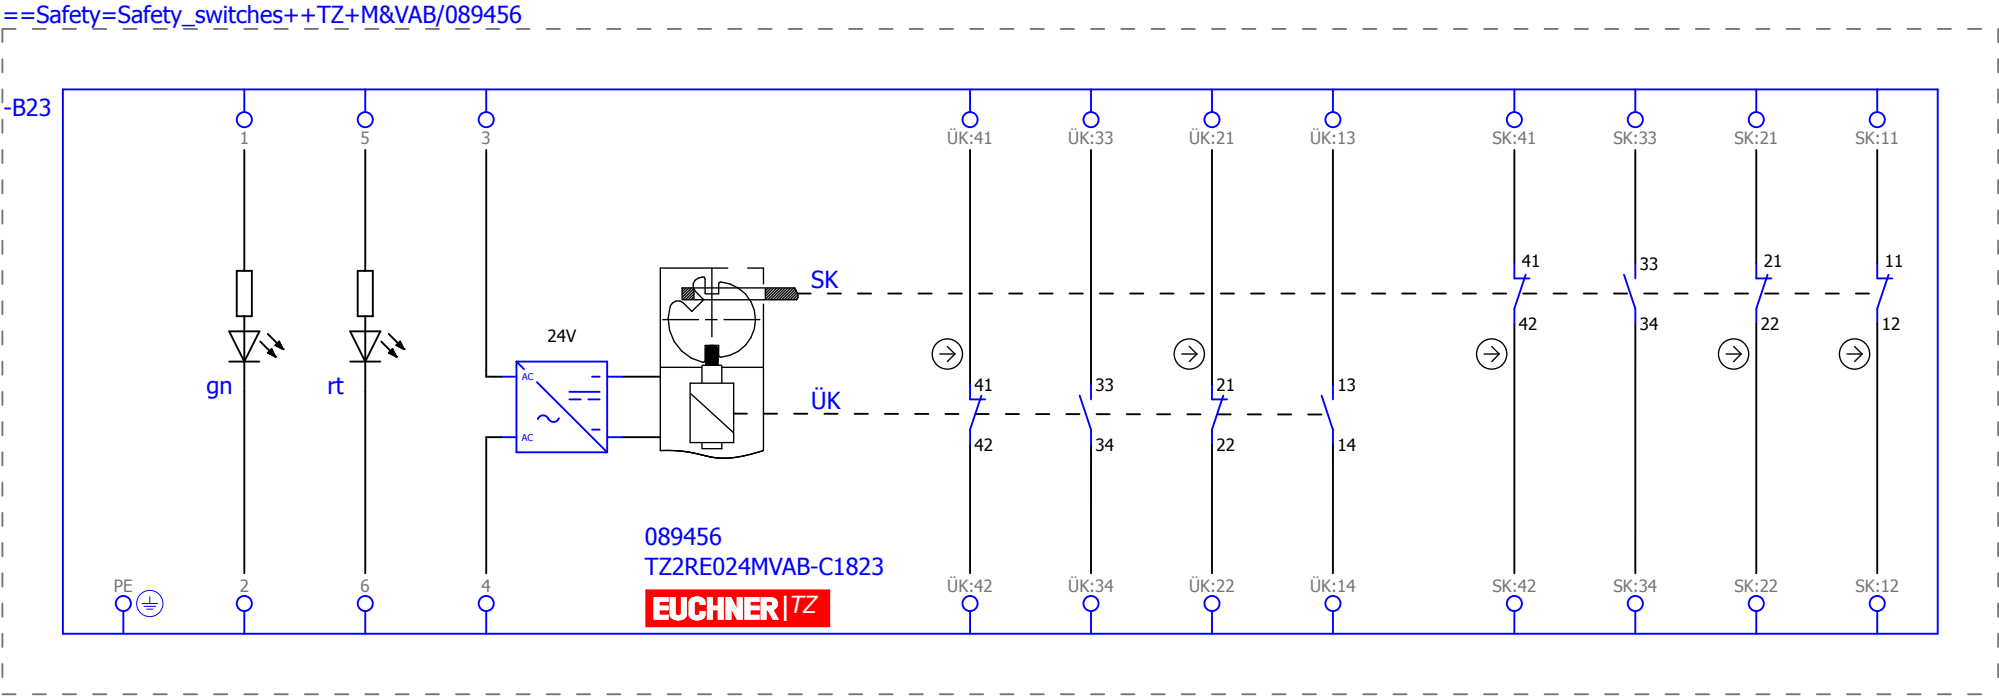 ==Safety=Safety_switches++TZ+M&VAB/089456
-B23
1 5 3 ÜK:41 ÜK:33 ÜK:21 ÜK:13 SK:41 SK:33 SK:21 SK:11
41 33 21 11
SK
42 34 22 12
24V
gn rt AC
41 33 21 13
ÜK
AC
42 34 22 14
089456
TZ2RE024MVAB-C1823
PE 2 6 4 ÜK:42 ÜK:34 ÜK:22 ÜK:14 SK:42 SK:34 SK:22 SK:12
EUCHNER TZ